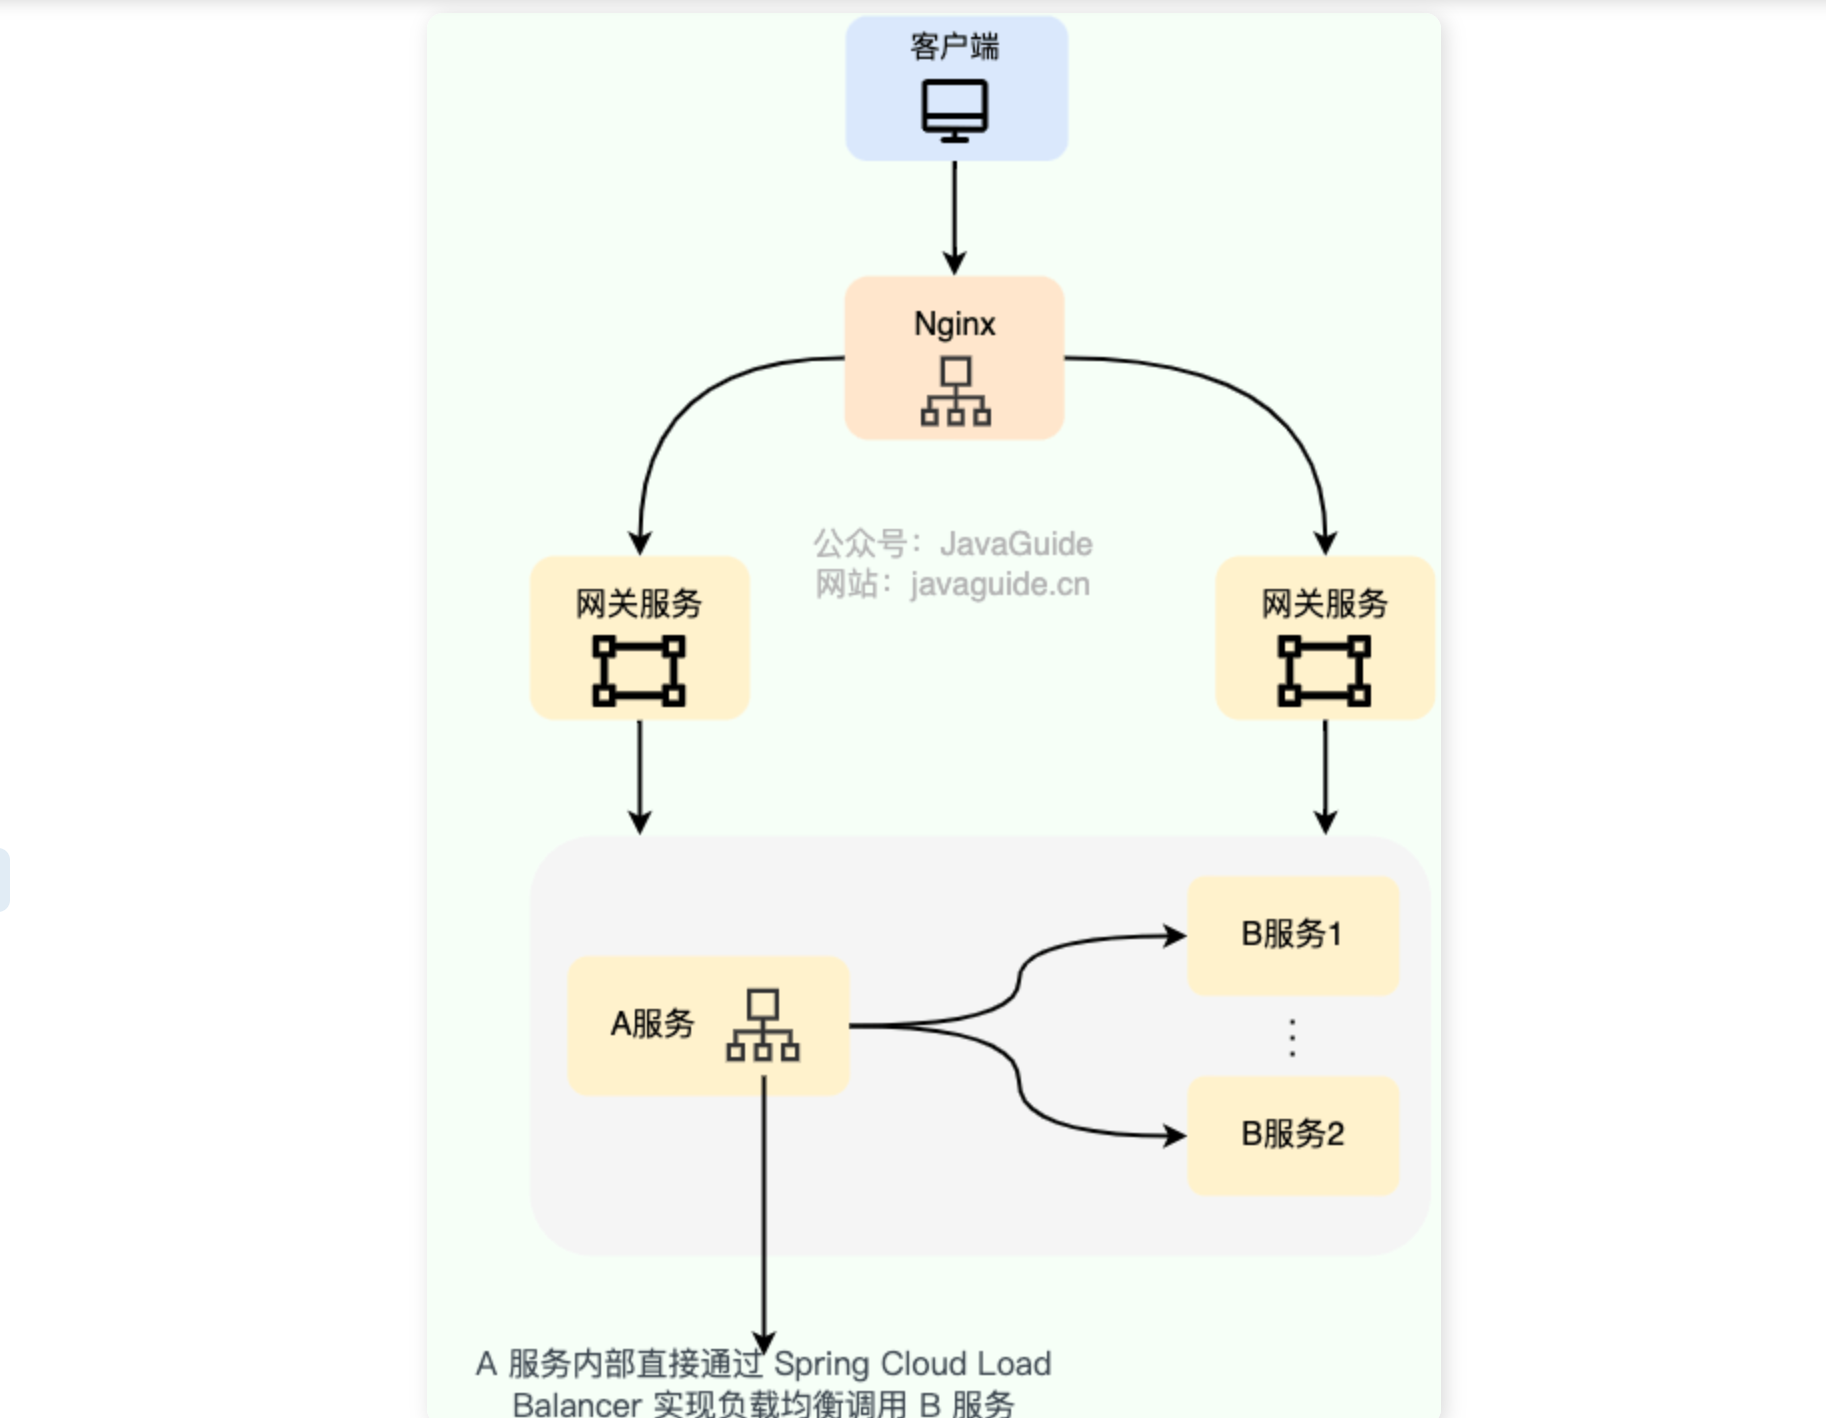 客户端
Nginx
公众号：JavaGuide
网站：javaguide.cn
网关服务
网关服务
B服务1
A服务
⋮
B服务2
A 服务内部直接通过 Spring Cloud Load
Balancer 实现负载均衡调用 B 服务